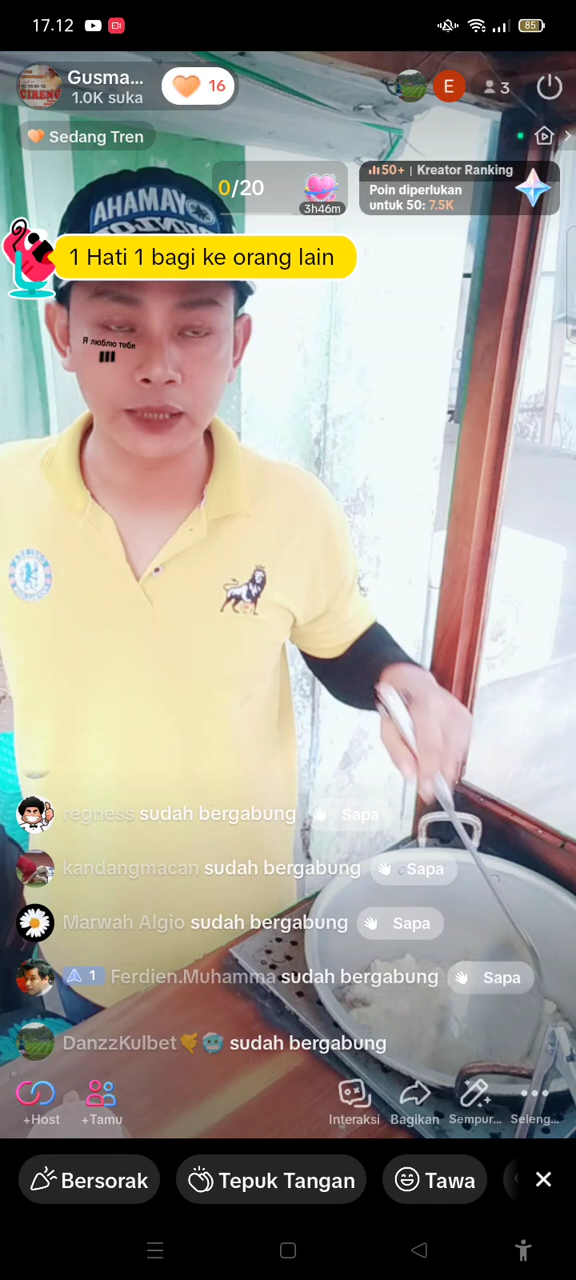 17.12
85
Gusma...
1.0K suka
16
E
3
Sedang Tren
0/20
3h46m
50+ | Kreator Ranking
Poin diperlukan
untuk 50: 7.5K
AHAMAY
1 Hati 1 bagi ke orang lain
Я люблю тебя
CIRENG
regness sudah bergabung Sapa
kandangmacan sudah bergabung Sapa
Marwah Algio sudah bergabung Sapa
1 Ferdien.Muhamma sudah bergabung Sapa
DanzzKulbet sudah bergabung
+Host
+Tamu
Interaksi
Bagikan
Sempur...
Seleng...
Bersorak
Tepuk Tangan
Tawa